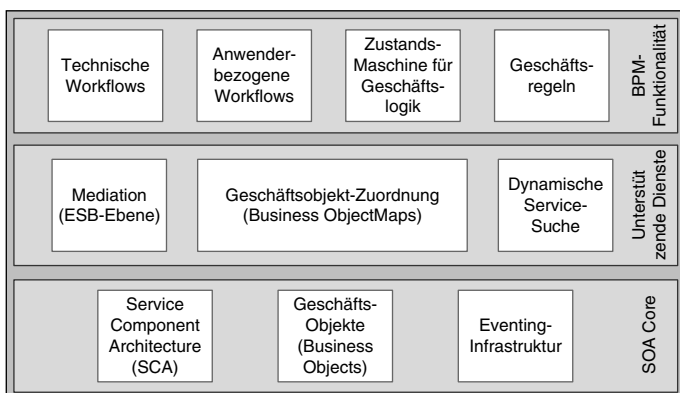 Technische
Workflows
Anwender-
bezogene
Workflows
Zustands-
Maschine für
Geschäfts-
logik
Geschäfts-
regeln
BPM-
Funktionalität
Mediation
(ESB-Ebene)
Geschäftsobjekt-Zuordnung
(Business ObjectMaps)
Dynamische
Service-
Suche
Unterstüt
zende Dienste
Service
Component
Architecture
(SCA)
Geschäfts-
Objekte
(Business
Objects)
Eventing-
Infrastruktur
SOA Core